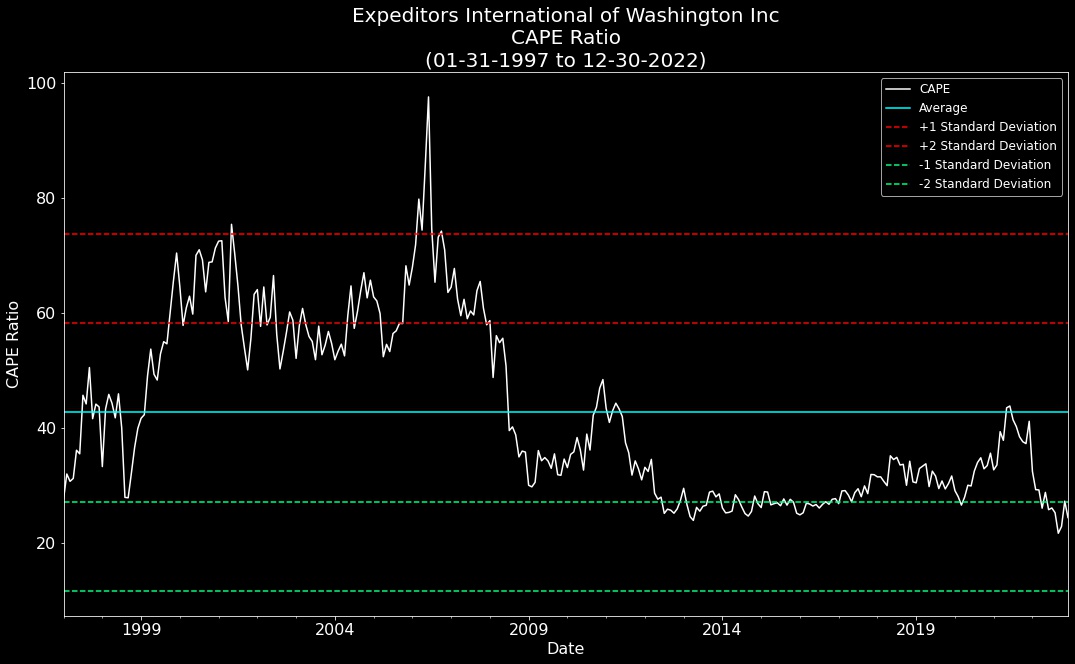 Expeditors International of Washington Inc
CAPE Ratio
(01-31-1997 to 12-30-2022)
CAPE
Average
+1 Standard Deviation
+2 Standard Deviation
-1 Standard Deviation
-2 Standard Deviation
CAPE Ratio
100
80
60
40
20
1999 2004 2009 2014 2019
Date